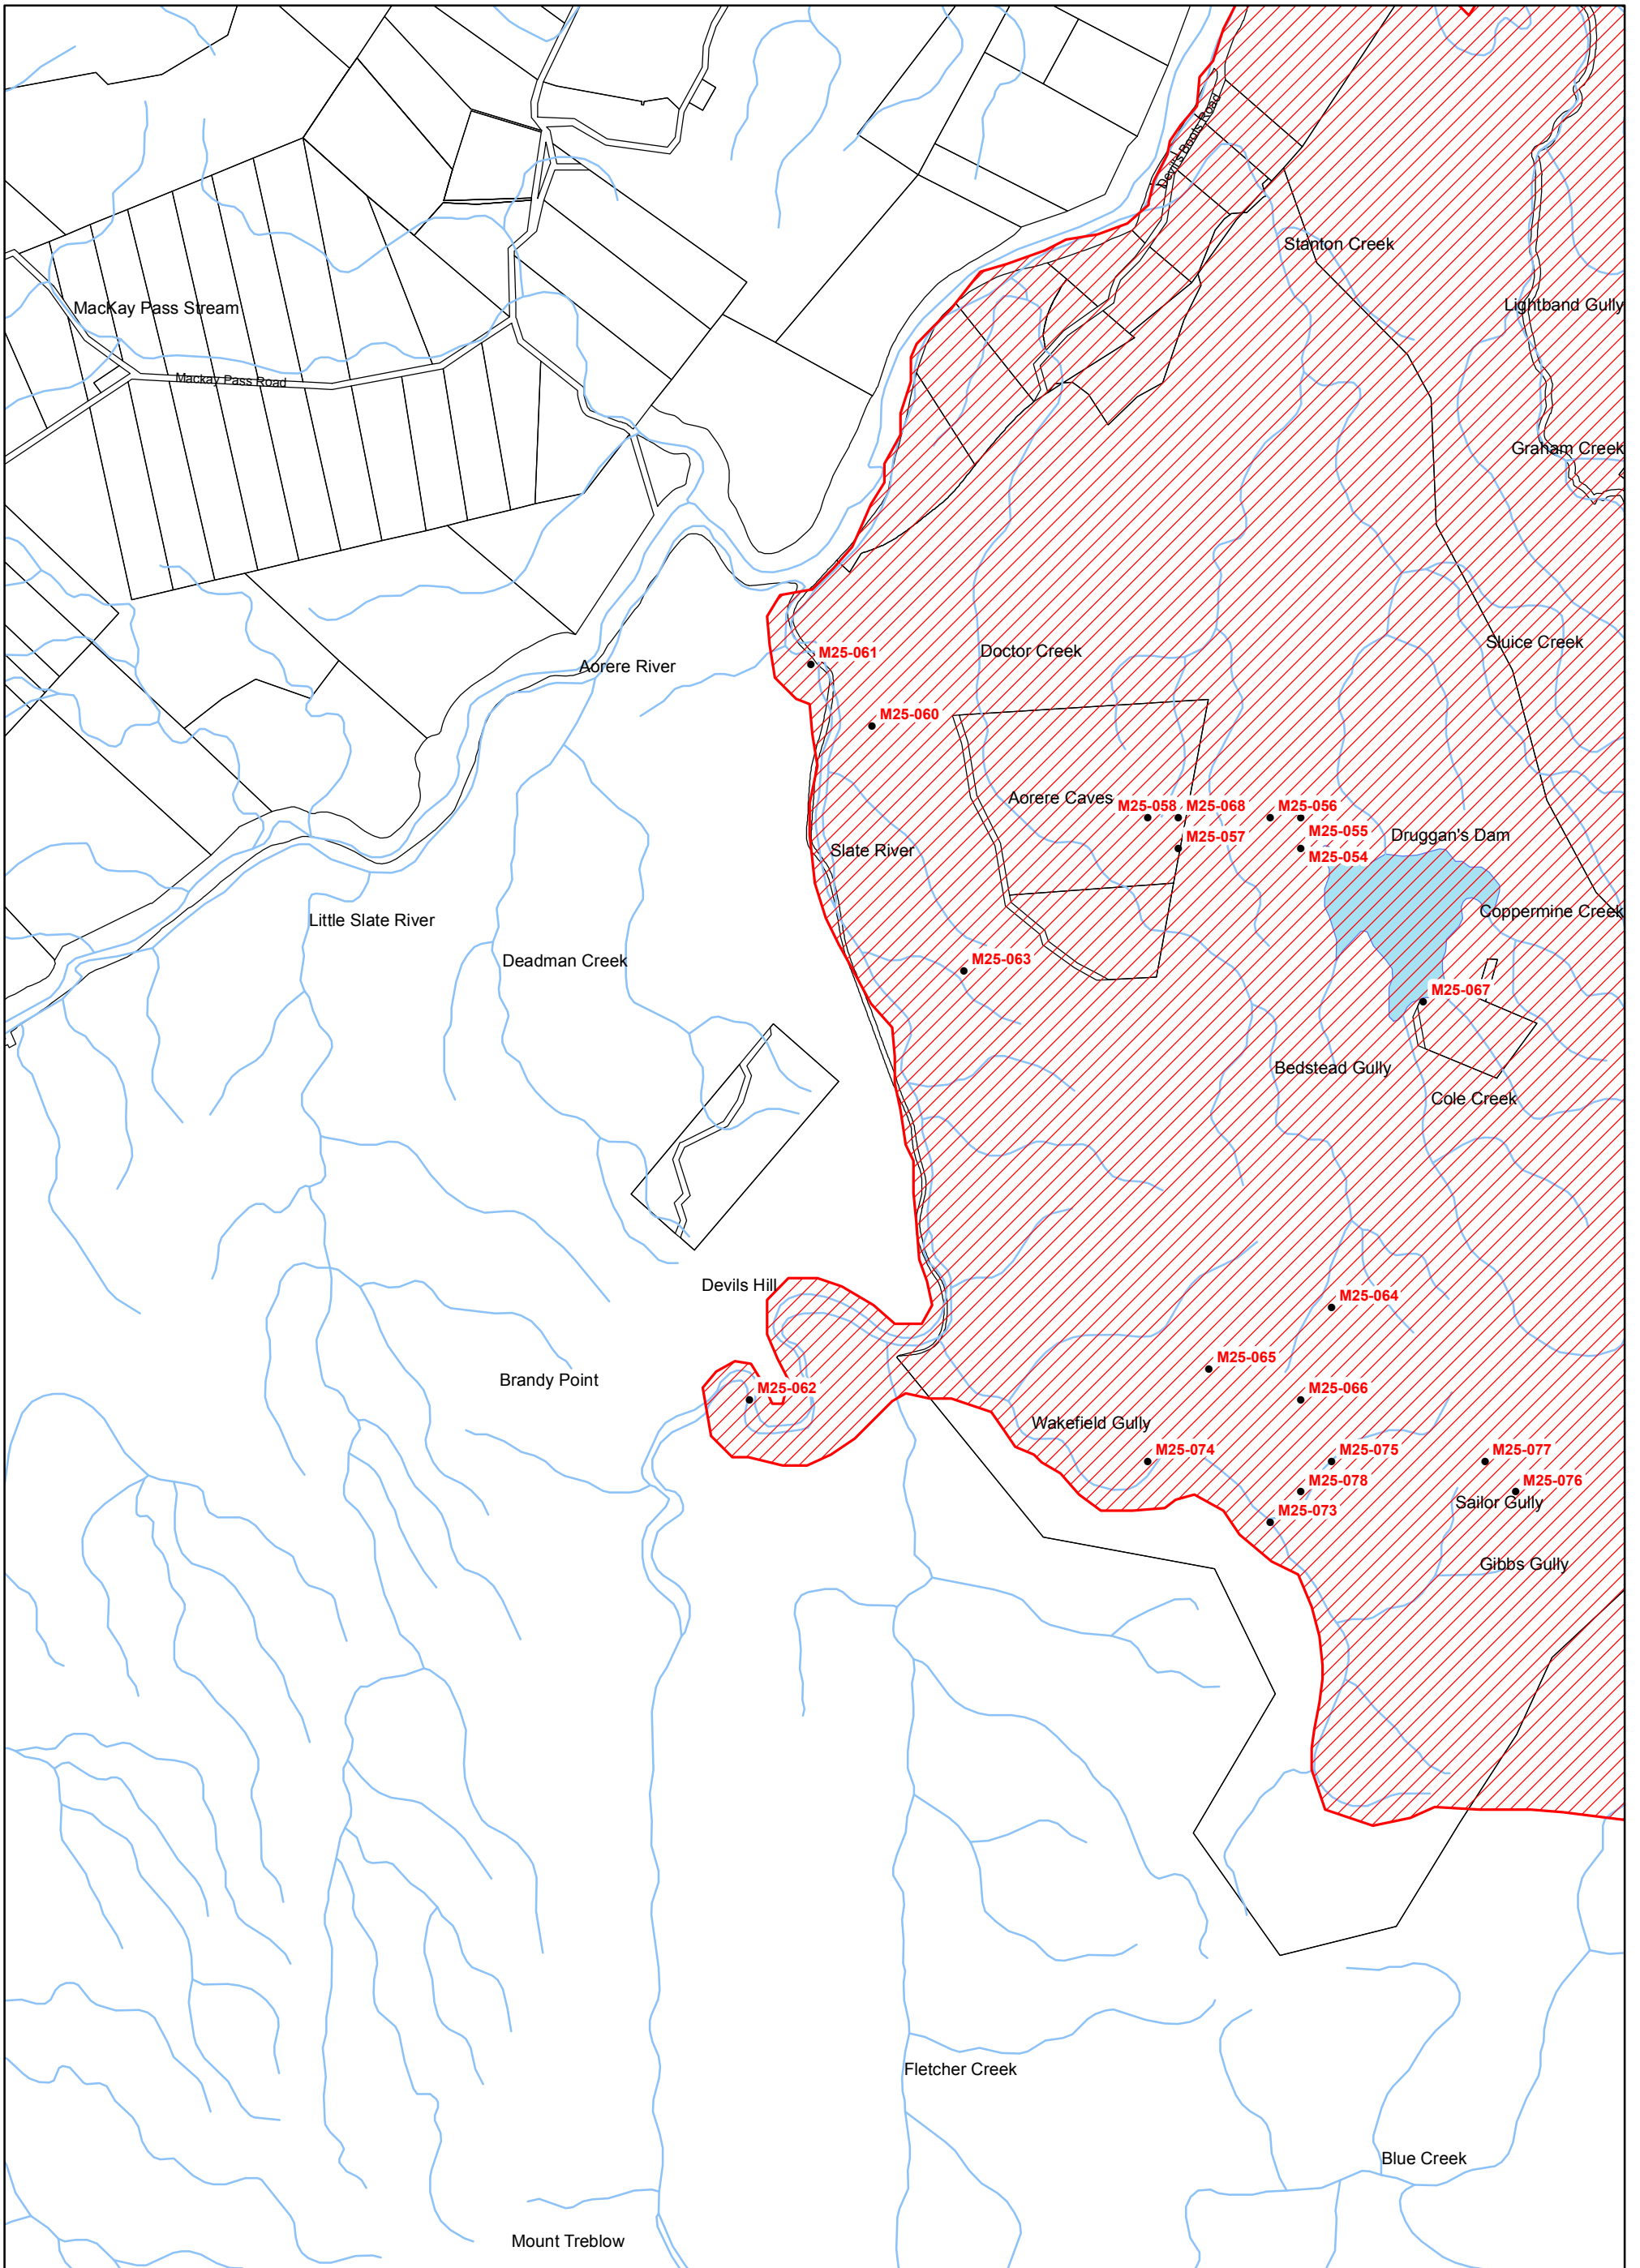 Devil's Boots Road
Stanton Creek
MacKay Pass Stream
Lightband Gully
Mackay Pass Road
Graham Creek
Aorere River
M25-061
Doctor Creek
Sluice Creek
M25-060
Aorere Caves
M25-058
M25-068
M25-056
M25-055
Druggan's Dam
M25-057
Slate River
M25-054
Little Slate River
Coppermine Creek
Deadman Creek
M25-063
M25-067
Bedstead Gully
Cole Creek
Devils Hill
M25-064
Brandy Point
M25-065
M25-062
M25-066
Wakefield Gully
M25-074
M25-075
M25-077
M25-078
M25-076
Sailor Gully
M25-073
Gibbs Gully
Fletcher Creek
Blue Creek
Mount Treblow